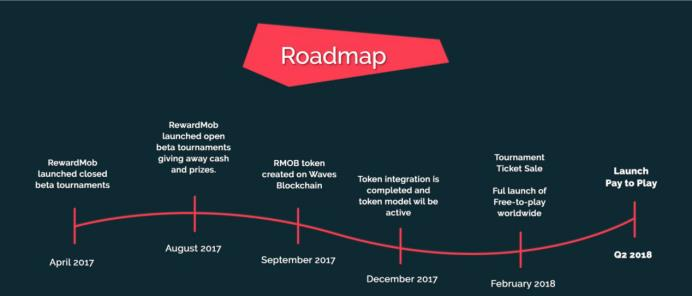 Roadmap
RewardMob
launched closed
beta tournaments
April 2017
RewardMob
launched open
beta tournaments
giving away cash
and prizes.
August 2017
RMOB token
created on Waves
Blockchain
September 2017
Token integration is
completed and
token model wil be
active
December 2017
Tournament
Ticket Sale
Ful launch of
Free-to-play
worldwide
February 2018
Launch
Pay to Play
Q2 2018